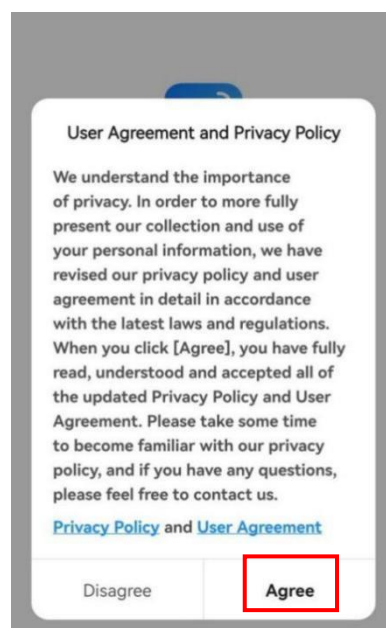 User Agreement and Privacy Policy
We understand the importance
of privacy. In order to more fully
present our collection and use of
your personal information, we have
revised our privacy policy and user
agreement in detail in accordance
with the latest laws and regulations.
When you click [Agree], you have fully
read, understood and accepted all of
the updated Privacy Policy and User
Agreement. Please take some time
to become familiar with our privacy
policy, and if you have any questions,
please feel free to contact us.
Privacy Policy and User Agreement
Disagree Agree